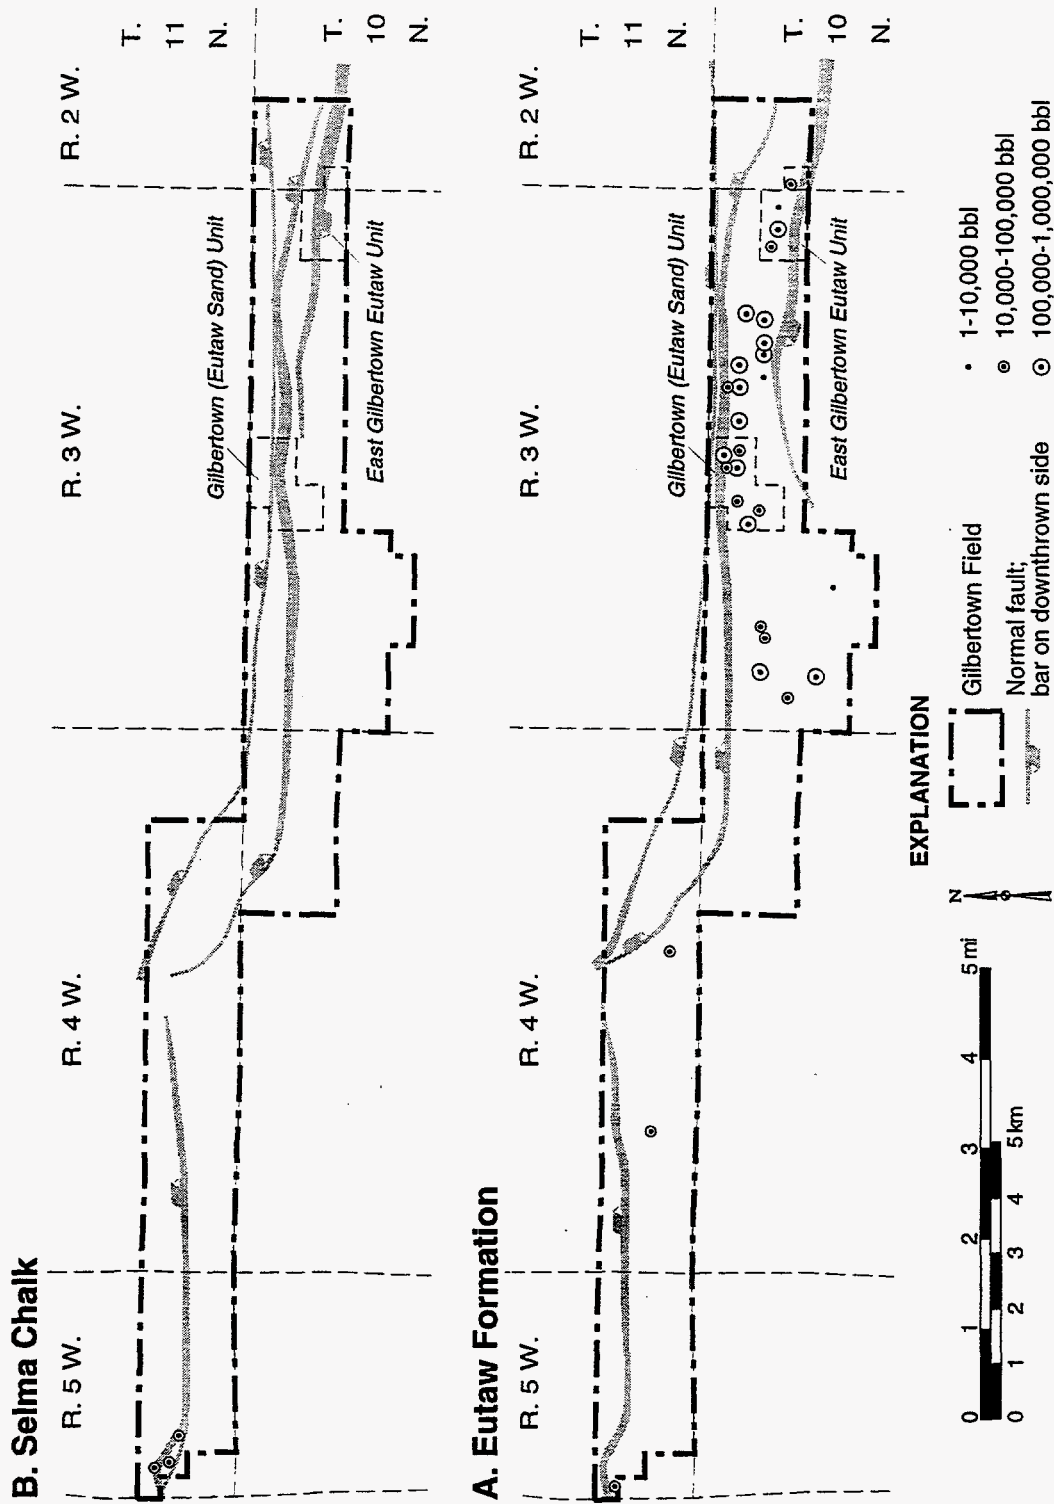 B. Selma Chalk
R. 5 W.
R. 4 W.
R. 3 W.
R. 2 W.
T.
11
N.
T.
10
N.
Gilbertown (Eutaw Sand) Unit
East Gilbertown Eutaw Unit
A. Eutaw Formation
R. 5 W.
R. 4 W.
R. 3 W.
R. 2 W.
T.
11
N.
T.
10
N.
Gilbertown (Eutaw Sand) Unit
East Gilbertown Eutaw Unit
EXPLANATION
0 1 2 3 4 5 mi
0 1 2 3 4 5 km
N
Gilbertown Field
Normal fault;
bar on downthrown side
1-10,000 bbl
10,000-100,000 bbl
100,000-1,000,000 bbl